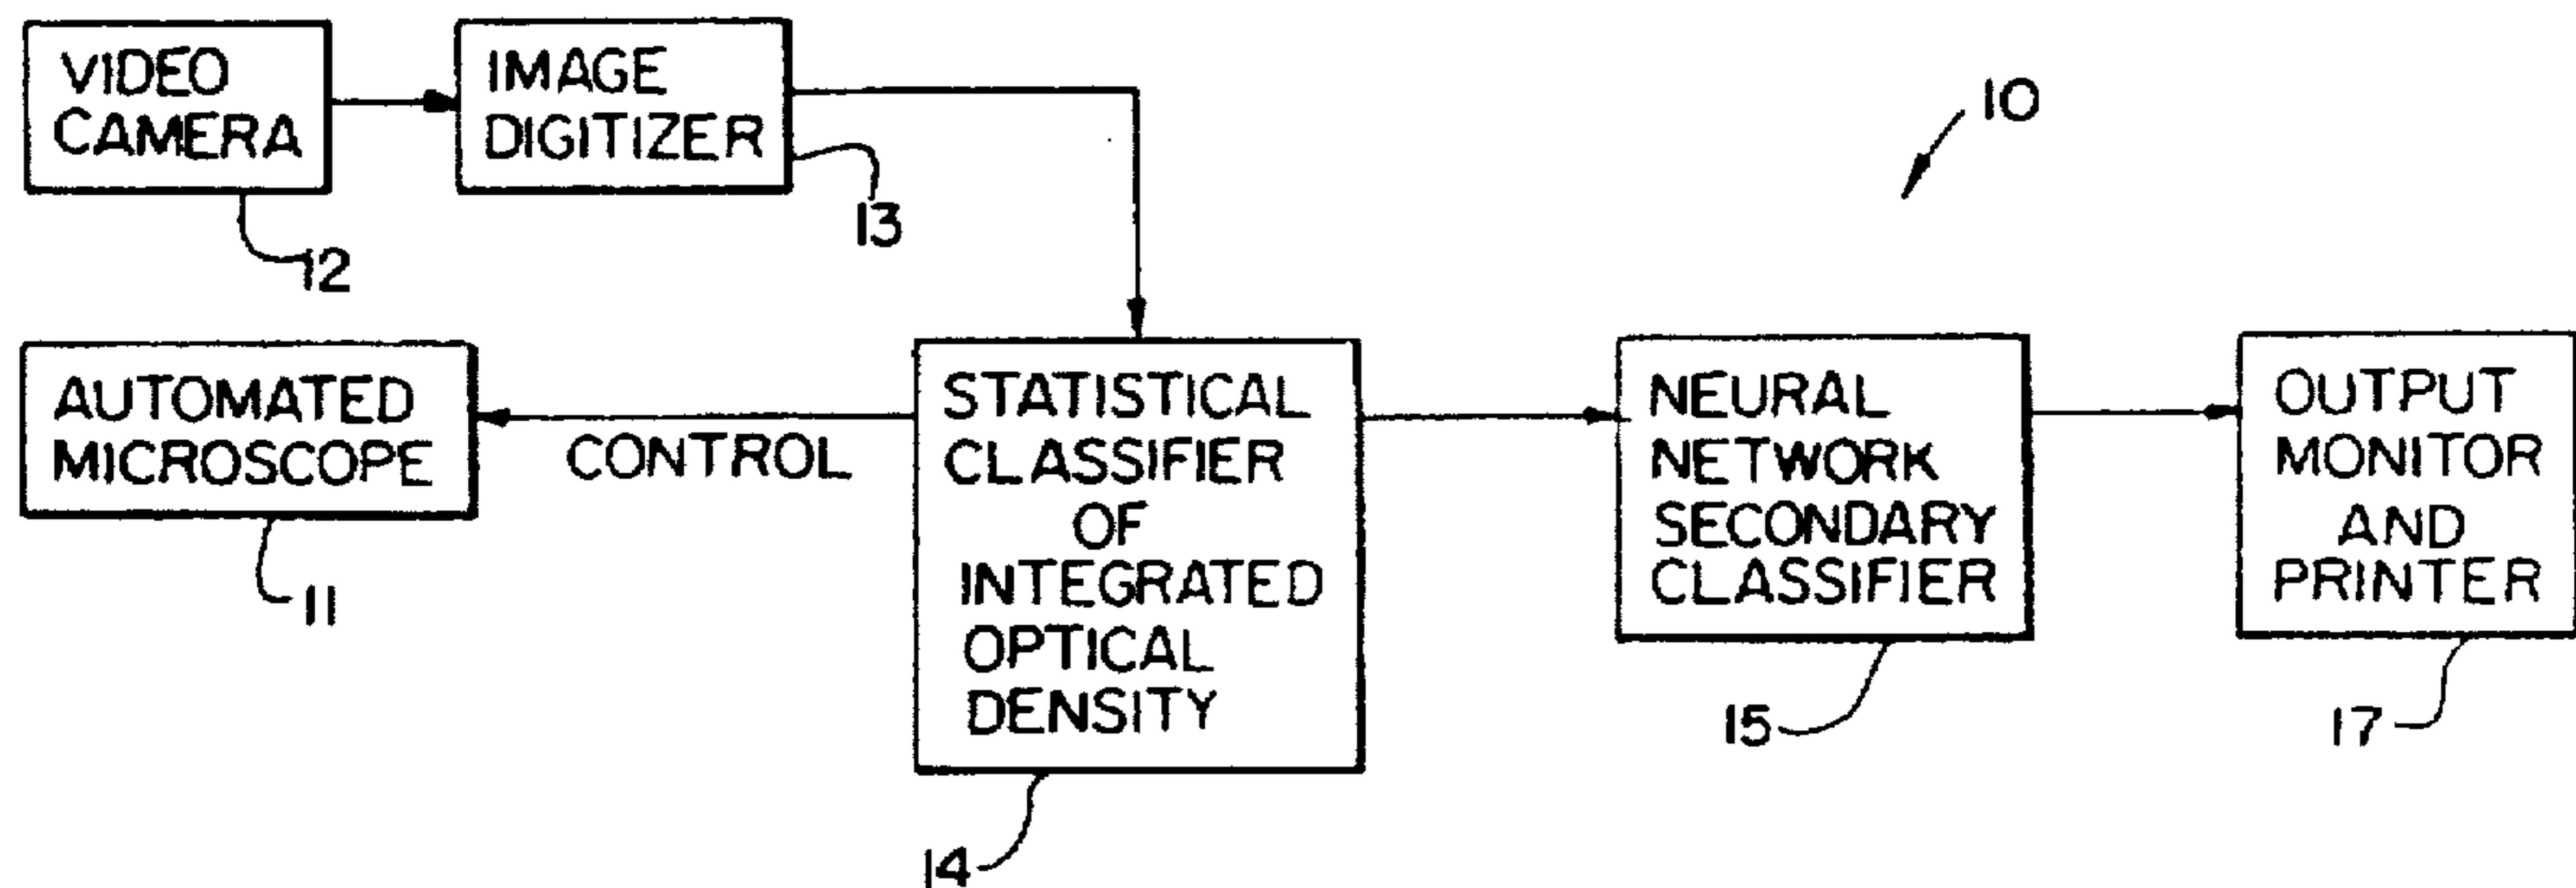 VIDEO
CAMERA
12
IMAGE
DIGITIZER
13
10
AUTOMATED
MICROSCOPE
11
CONTROL
STATISTICAL
CLASSIFIER
OF
INTEGRATED
OPTICAL
DENSITY
14
NEURAL
NETWORK
SECONDARY
CLASSIFIER
15
OUTPUT
MONITOR
AND
PRINTER
17